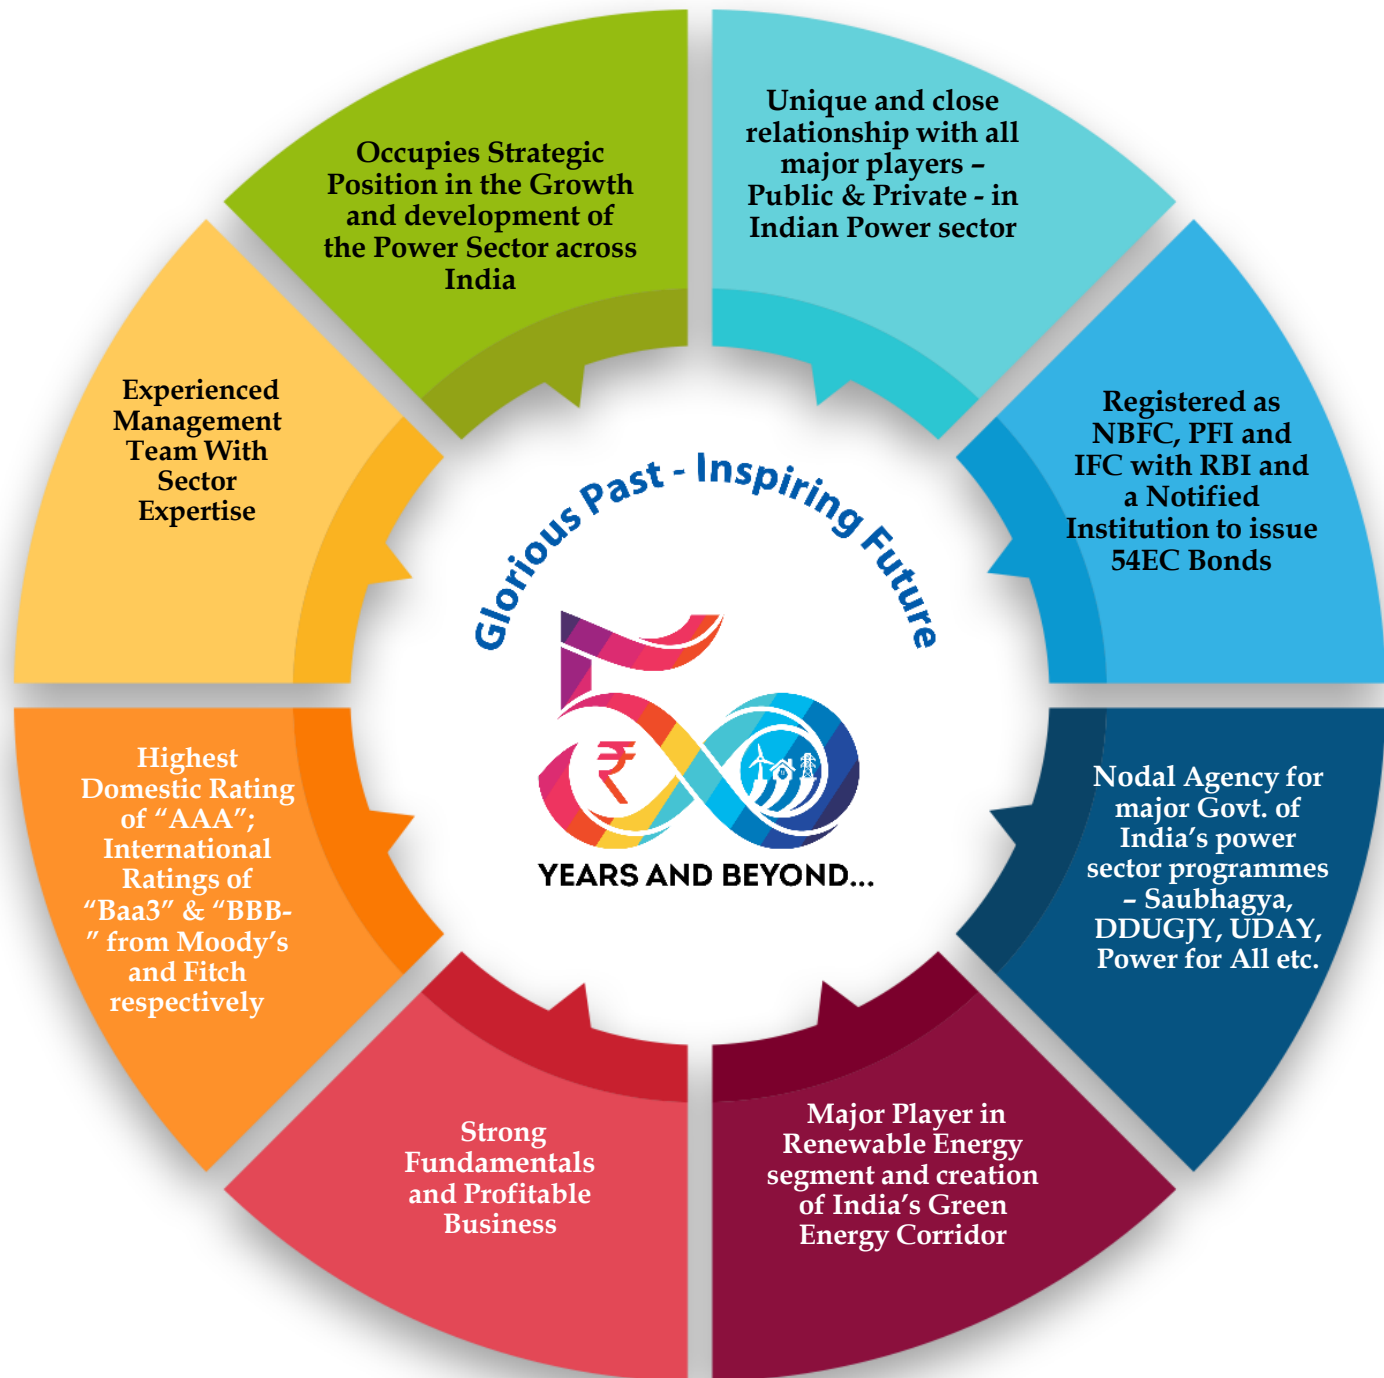 Unique and close
relationship with all
major players –
Public & Private - in
Indian Power sector
Registered as
NBFC, PFI and
IFC with RBI and
a Notified
Institution to issue
54EC Bonds
Nodal Agency for
major Govt. of
India’s power
sector programmes
– Saubhagya,
DDUGJY, UDAY,
Power for All etc.
Major Player in
Renewable Energy
segment and creation
of India’s Green
Energy Corridor
Strong
Fundamentals
and Profitable
Business
Highest
Domestic Rating
of “AAA”;
International
Ratings of
“Baa3” & “BBB-
” from Moody’s
and Fitch
respectively
Experienced
Management
Team With
Sector
Expertise
Occupies Strategic
Position in the Growth
and development of
the Power Sector across
India
Glorious Past - Inspiring Future
50
₹
YEARS AND BEYOND...